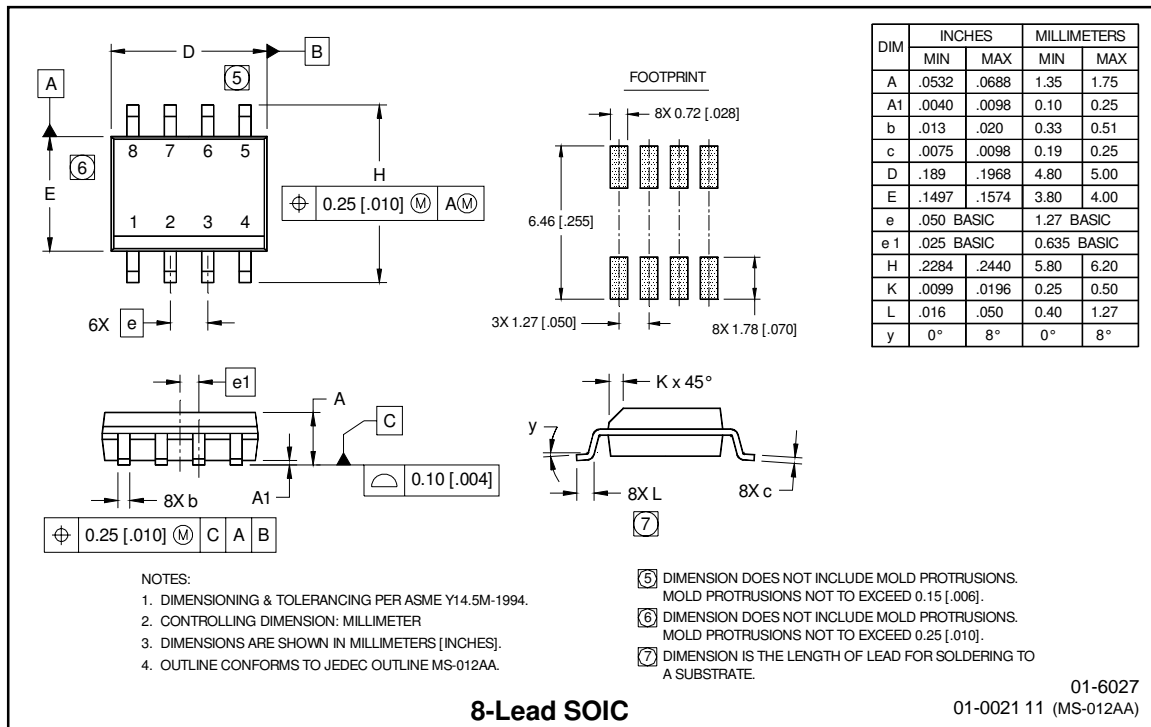 D
B
5
A
8 7 6 5
6
E
H
⌖ 0.25 [.010] Ⓜ AⓂ
1 2 3 4
6X e
FOOTPRINT
8X 0.72 [.028]
6.46 [.255]
3X 1.27 [.050]
8X 1.78 [.070]
DIM INCHES MILLIMETERS
MIN MAX MIN MAX
A .0532 .0688 1.35 1.75
A1 .0040 .0098 0.10 0.25
b .013 .020 0.33 0.51
c .0075 .0098 0.19 0.25
D .189 .1968 4.80 5.00
E .1497 .1574 3.80 4.00
e .050 BASIC 1.27 BASIC
e 1 .025 BASIC 0.635 BASIC
H .2284 .2440 5.80 6.20
K .0099 .0196 0.25 0.50
L .016 .050 0.40 1.27
y 0° 8° 0° 8°
e1
A
C
A1
8X b
0.10 [.004]
⌖ 0.25 [.010] Ⓜ C A B
K x 45°
y
8X L
8X c
7
NOTES:
1. DIMENSIONING & TOLERANCING PER ASME Y14.5M-1994.
2. CONTROLLING DIMENSION: MILLIMETER
3. DIMENSIONS ARE SHOWN IN MILLIMETERS [INCHES].
4. OUTLINE CONFORMS TO JEDEC OUTLINE MS-012AA.
5 DIMENSION DOES NOT INCLUDE MOLD PROTRUSIONS.
MOLD PROTRUSIONS NOT TO EXCEED 0.15 [.006].
6 DIMENSION DOES NOT INCLUDE MOLD PROTRUSIONS.
MOLD PROTRUSIONS NOT TO EXCEED 0.25 [.010].
7 DIMENSION IS THE LENGTH OF LEAD FOR SOLDERING TO
A SUBSTRATE.
8-Lead SOIC
01-6027
01-0021 11 (MS-012AA)